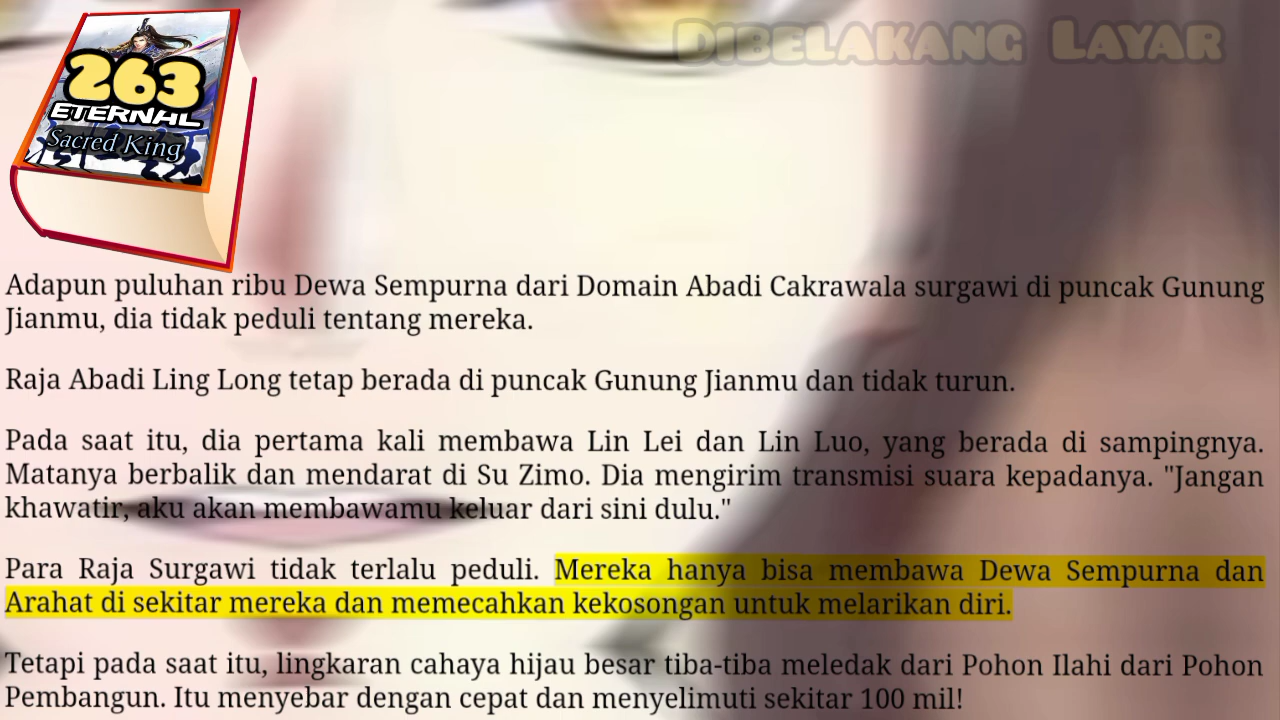 DIBELAKANG LAYAR
263
ETERNAL
Sacred King
Adapun puluhan ribu Dewa Sempurna dari Domain Abadi Cakrawala surgawi di puncak Gunung
Jianmu, dia tidak peduli tentang mereka.
Raja Abadi Ling Long tetap berada di puncak Gunung Jianmu dan tidak turun.
Pada saat itu, dia pertama kali membawa Lin Lei dan Lin Luo, yang berada di sampingnya.
Matanya berbalik dan mendarat di Su Zimo. Dia mengirim transmisi suara kepadanya. "Jangan
khawatir, aku akan membawamu keluar dari sini dulu."
Para Raja Surgawi tidak terlalu peduli. Mereka hanya bisa membawa Dewa Sempurna dan
Arahat di sekitar mereka dan memecahkan kekosongan untuk melarikan diri.
Tetapi pada saat itu, lingkaran cahaya hijau besar tiba-tiba meledak dari Pohon Ilahi dari Pohon
Pembangun. Itu menyebar dengan cepat dan menyelimuti sekitar 100 mil!